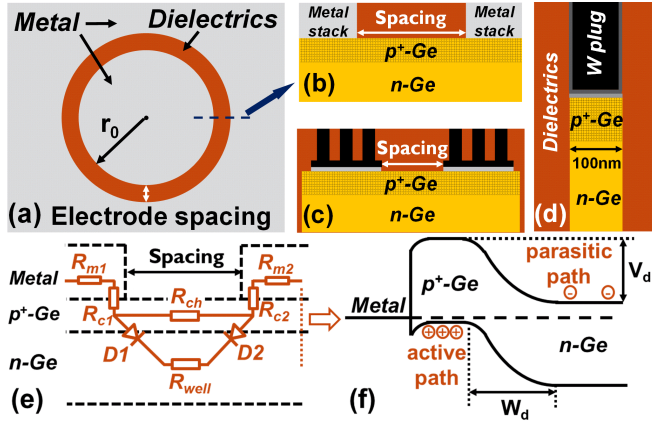 Metal
Dielectrics
r0
(a)
Electrode spacing
Metal stack
Spacing
Metal stack
p+-Ge
(b)
n-Ge
Spacing
p+-Ge
(c)
n-Ge
Dielectrics
W plug
p+-Ge
100nm
(d)
n-Ge
Spacing
Metal
Rm1
Rm2
p+-Ge
Rc1
Rch
Rc2
n-Ge
D1
D2
Rwell
(e)
p+-Ge
parasitic path
Vd
Metal
active path
n-Ge
Wd
(f)